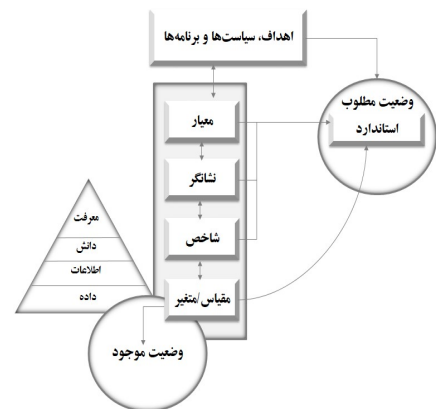 اهداف، سیاست‌ها و برنامه‌ها
وضعیت مطلوب
استاندارد
معیار
نشانگر
شاخص
مقیاس/متغیر
معرفت
دانش
اطلاعات
داده
وضعیت موجود